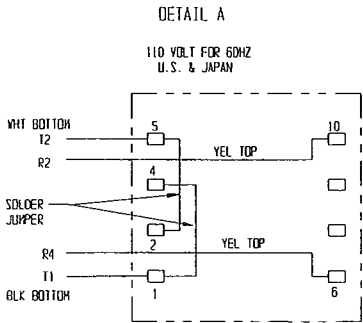 DETAIL A
110 VOLT FOR 60HZ
U.S. & JAPAN
WHT BOTTOM
T2
5
10
R2
YEL TOP
4
SOLDER
JUMPER
2
R4
YEL TOP
T1
1
6
BLK BOTTOM